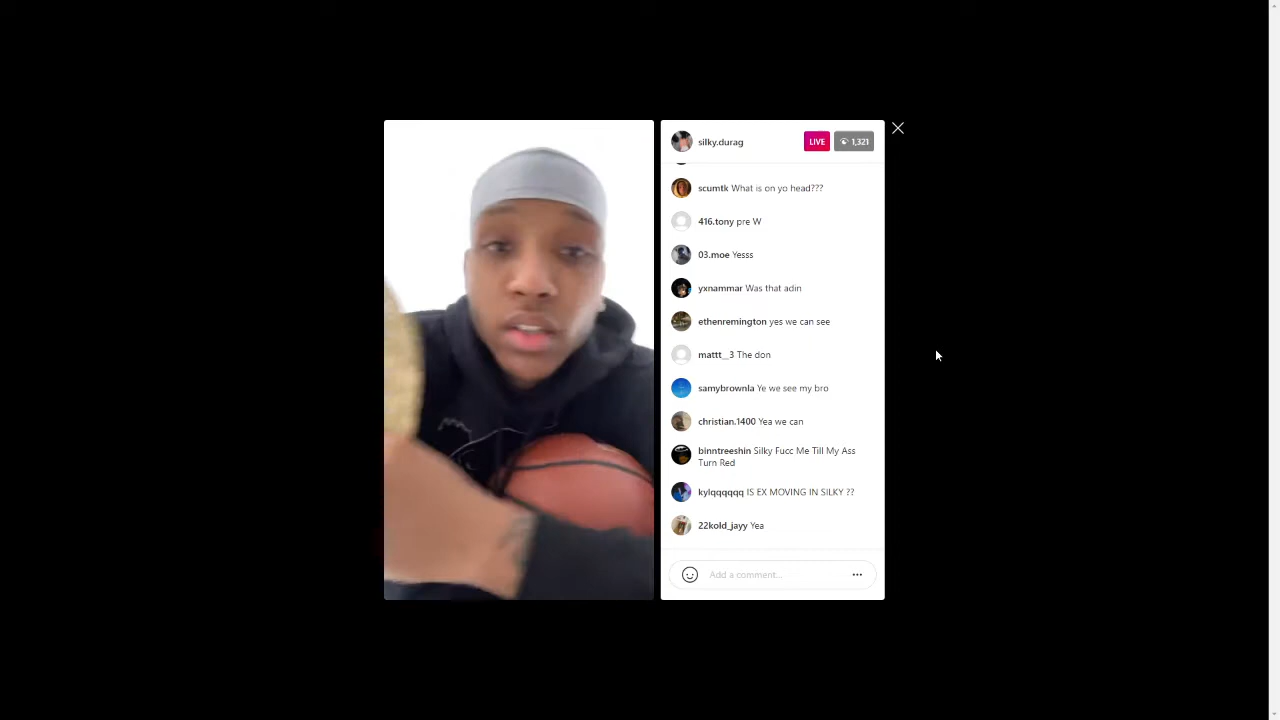 silky.durag LIVE 1,321
scumtk What is on yo head???
416.tony pre W
03.moe Yesss
yxnammar Was that adin
ethenremington yes we can see
mattt__3 The don
samybrownla Ye we see my bro
christian.1400 Yea we can
binntreeshin Silky Fucc Me Till My Ass
Turn Red
kylqqqqqq IS EX MOVING IN SILKY ??
22kold_jayy Yea
Add a comment...